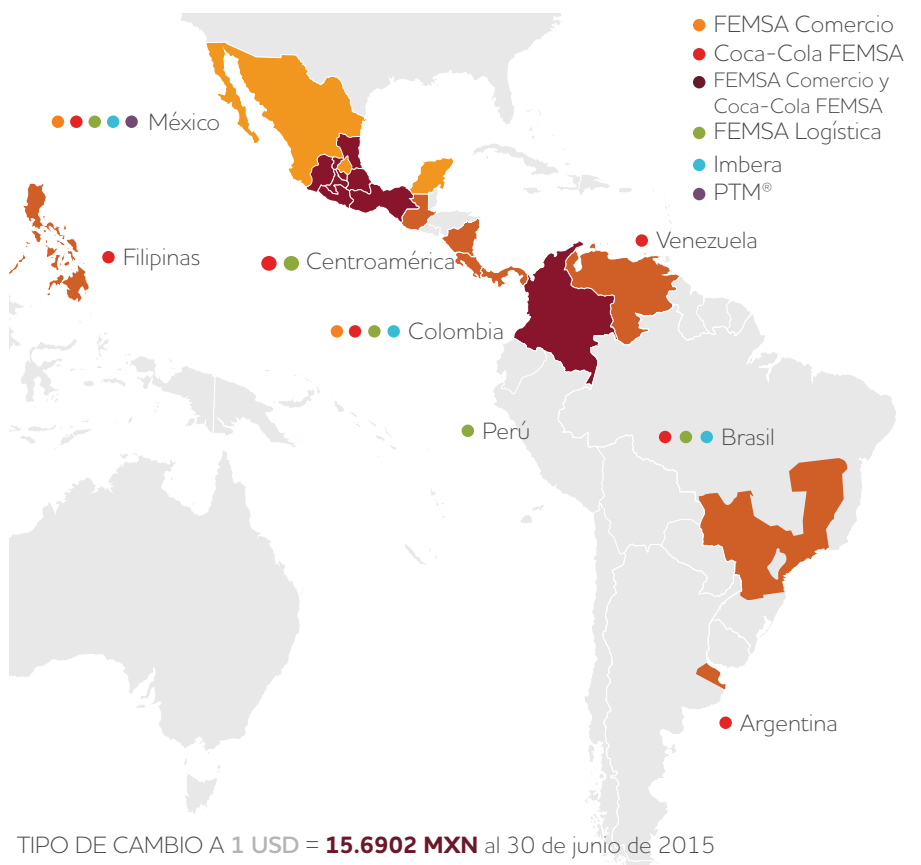 FEMSA Comercio
Coca-Cola FEMSA
FEMSA Comercio y
Coca-Cola FEMSA
FEMSA Logística
Imbera
PTM®
México
Venezuela
Filipinas
Centroamérica
Colombia
Perú
Brasil
Argentina
TIPO DE CAMBIO A 1 USD = 15.6902 MXN al 30 de junio de 2015